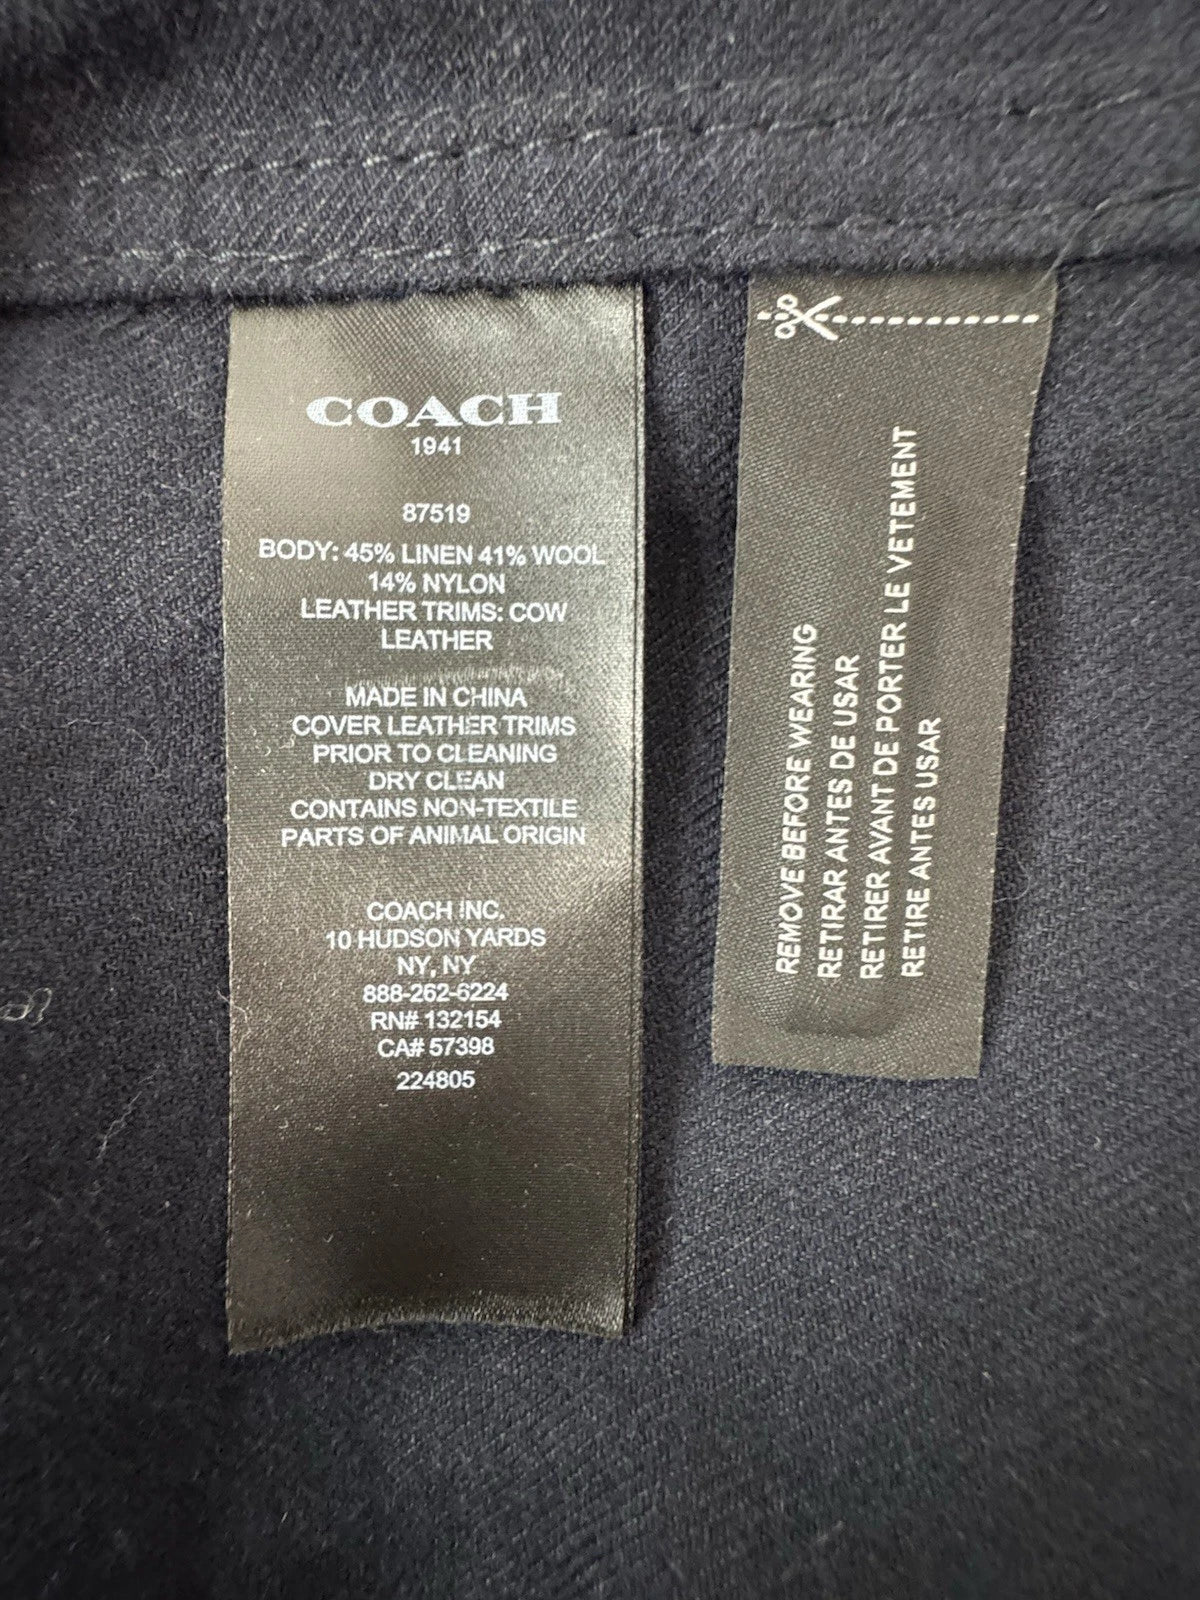 COACH
1941
87519
BODY: 45% LINEN 41% WOOL
14% NYLON
LEATHER TRIMS: COW
LEATHER
MADE IN CHINA
COVER LEATHER TRIMS
PRIOR TO CLEANING
DRY CLEAN
CONTAINS NON-TEXTILE
PARTS OF ANIMAL ORIGIN
COACH INC.
10 HUDSON YARDS
NY, NY
888-262-6224
RN# 132154
CA# 57398
224805
REMOVE BEFORE WEARING
RETIRAR ANTES DE USAR
RETIRER AVANT DE PORTER LE VETEMENT
RETIRE ANTES USAR